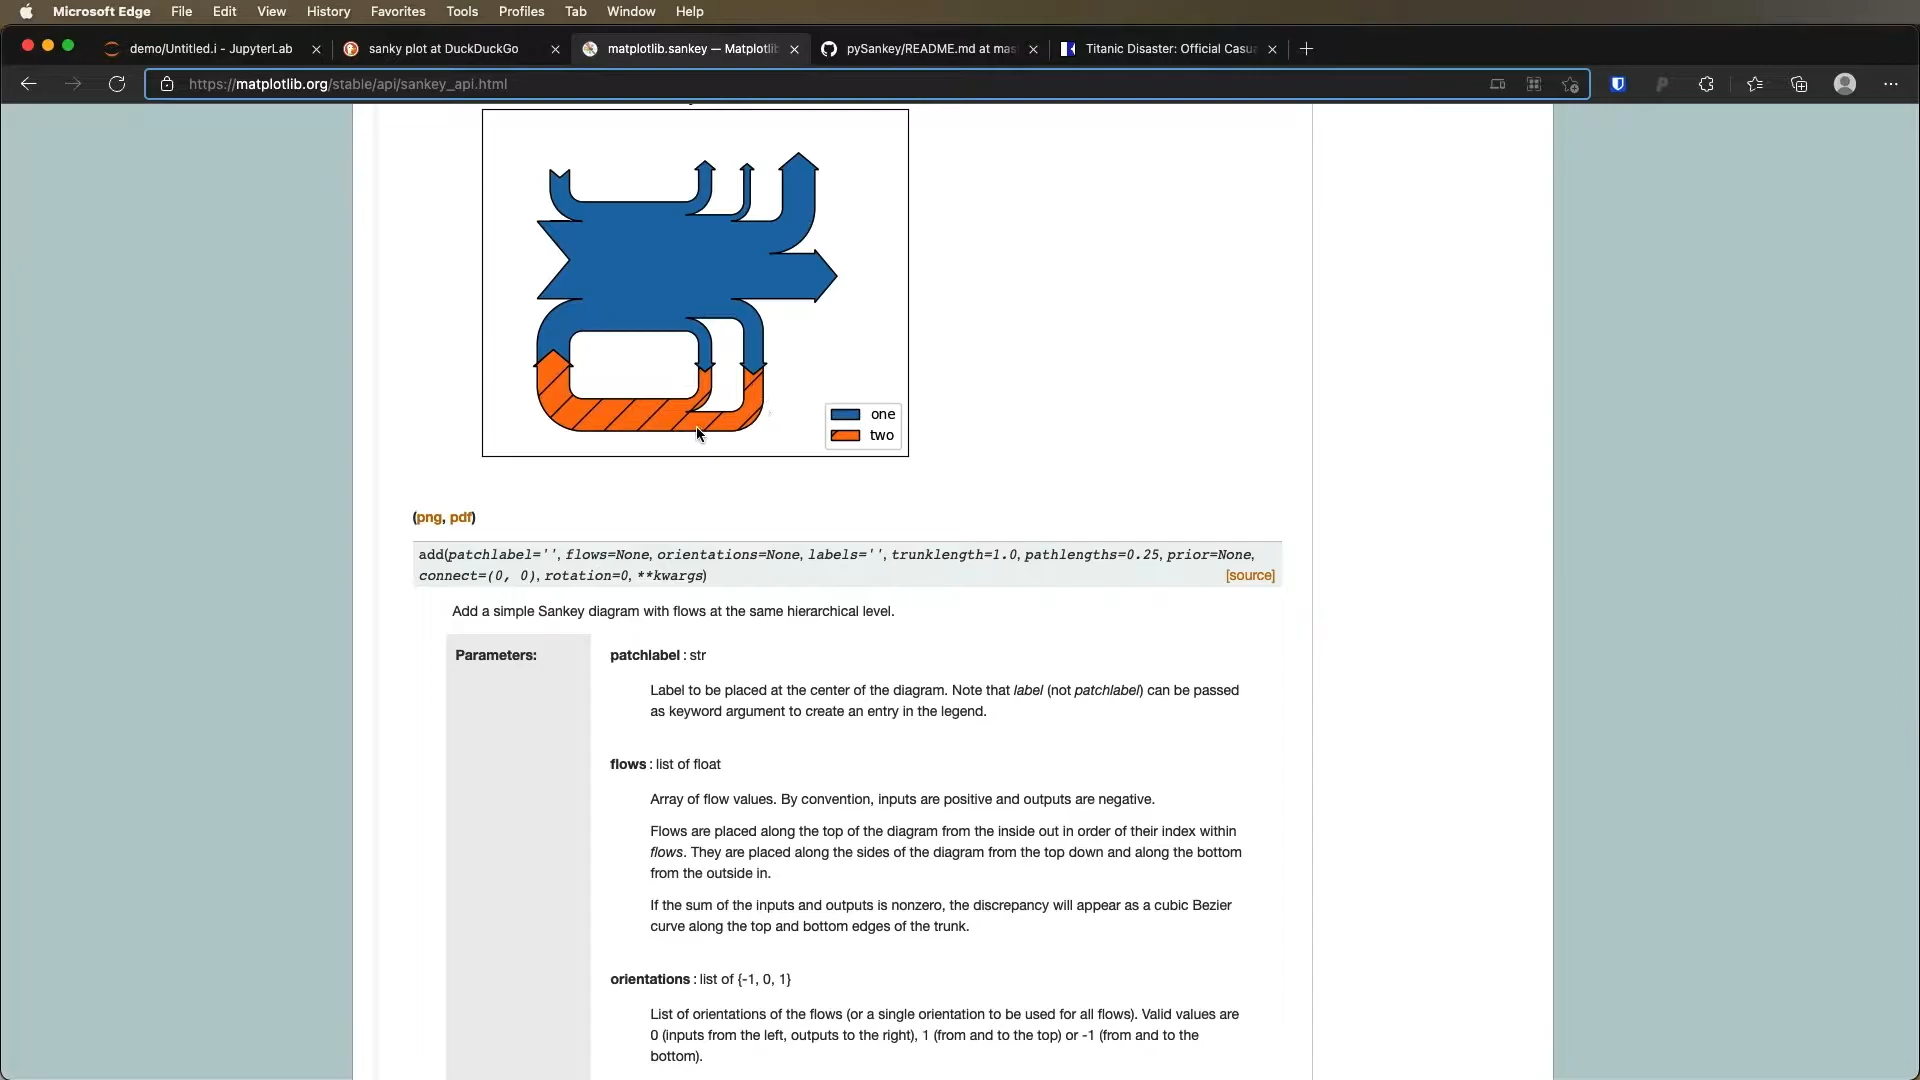 Microsoft Edge File Edit View History Favorites Tools Profiles Tab Window Help
demo/Untitled.i - JupyterLab
sanky plot at DuckDuckGo
matplotlib.sankey — Matplotlib
pySankey/README.md at mas
Titanic Disaster: Official Casua
https://matplotlib.org/stable/api/sankey_api.html
one
two
(png, pdf)
add(patchlabel='', flows=None, orientations=None, labels='', trunklength=1.0, pathlengths=0.25, prior=None,
connect=(0, 0), rotation=0, **kwargs) [source]
Add a simple Sankey diagram with flows at the same hierarchical level.
Parameters:
patchlabel : str
Label to be placed at the center of the diagram. Note that label (not patchlabel) can be passed
as keyword argument to create an entry in the legend.
flows : list of float
Array of flow values. By convention, inputs are positive and outputs are negative.
Flows are placed along the top of the diagram from the inside out in order of their index within
flows. They are placed along the sides of the diagram from the top down and along the bottom
from the outside in.
If the sum of the inputs and outputs is nonzero, the discrepancy will appear as a cubic Bezier
curve along the top and bottom edges of the trunk.
orientations : list of {-1, 0, 1}
List of orientations of the flows (or a single orientation to be used for all flows). Valid values are
0 (inputs from the left, outputs to the right), 1 (from and to the top) or -1 (from and to the
bottom).